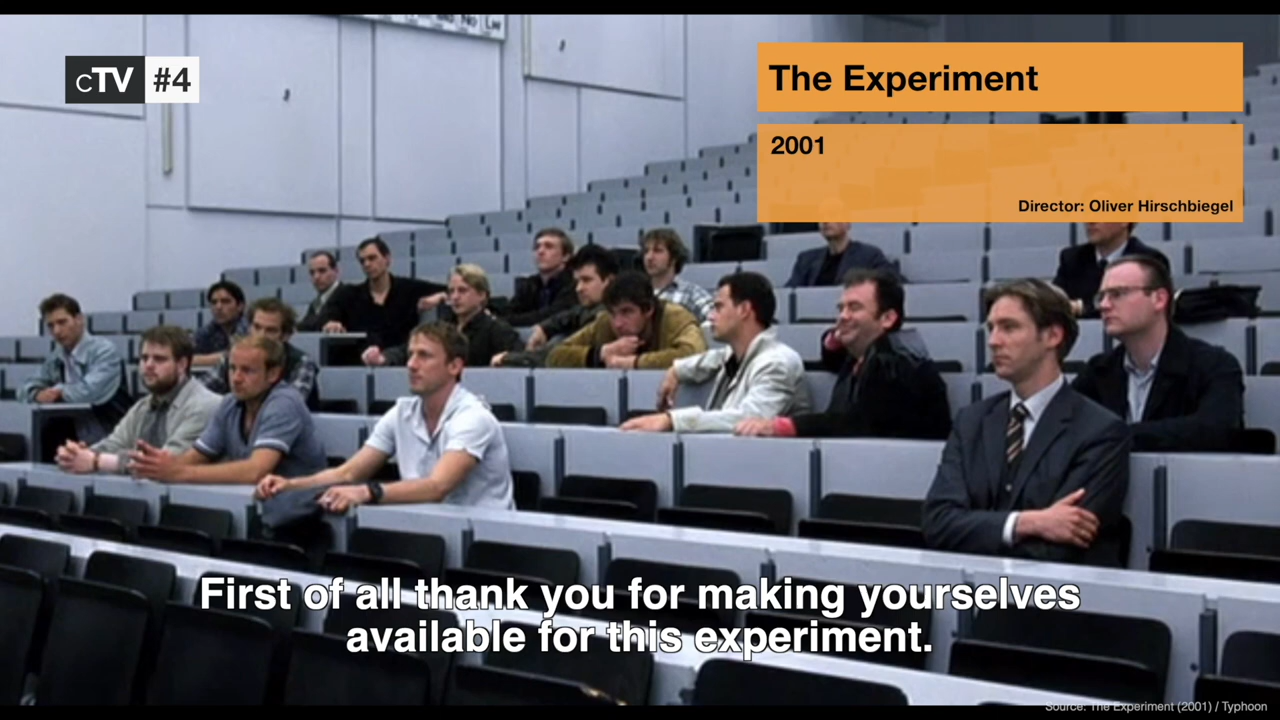 cTV #4
The Experiment
2001
Director: Oliver Hirschbiegel
First of all thank you for making yourselves
available for this experiment.
Source: The Experiment (2001) / Typhoon